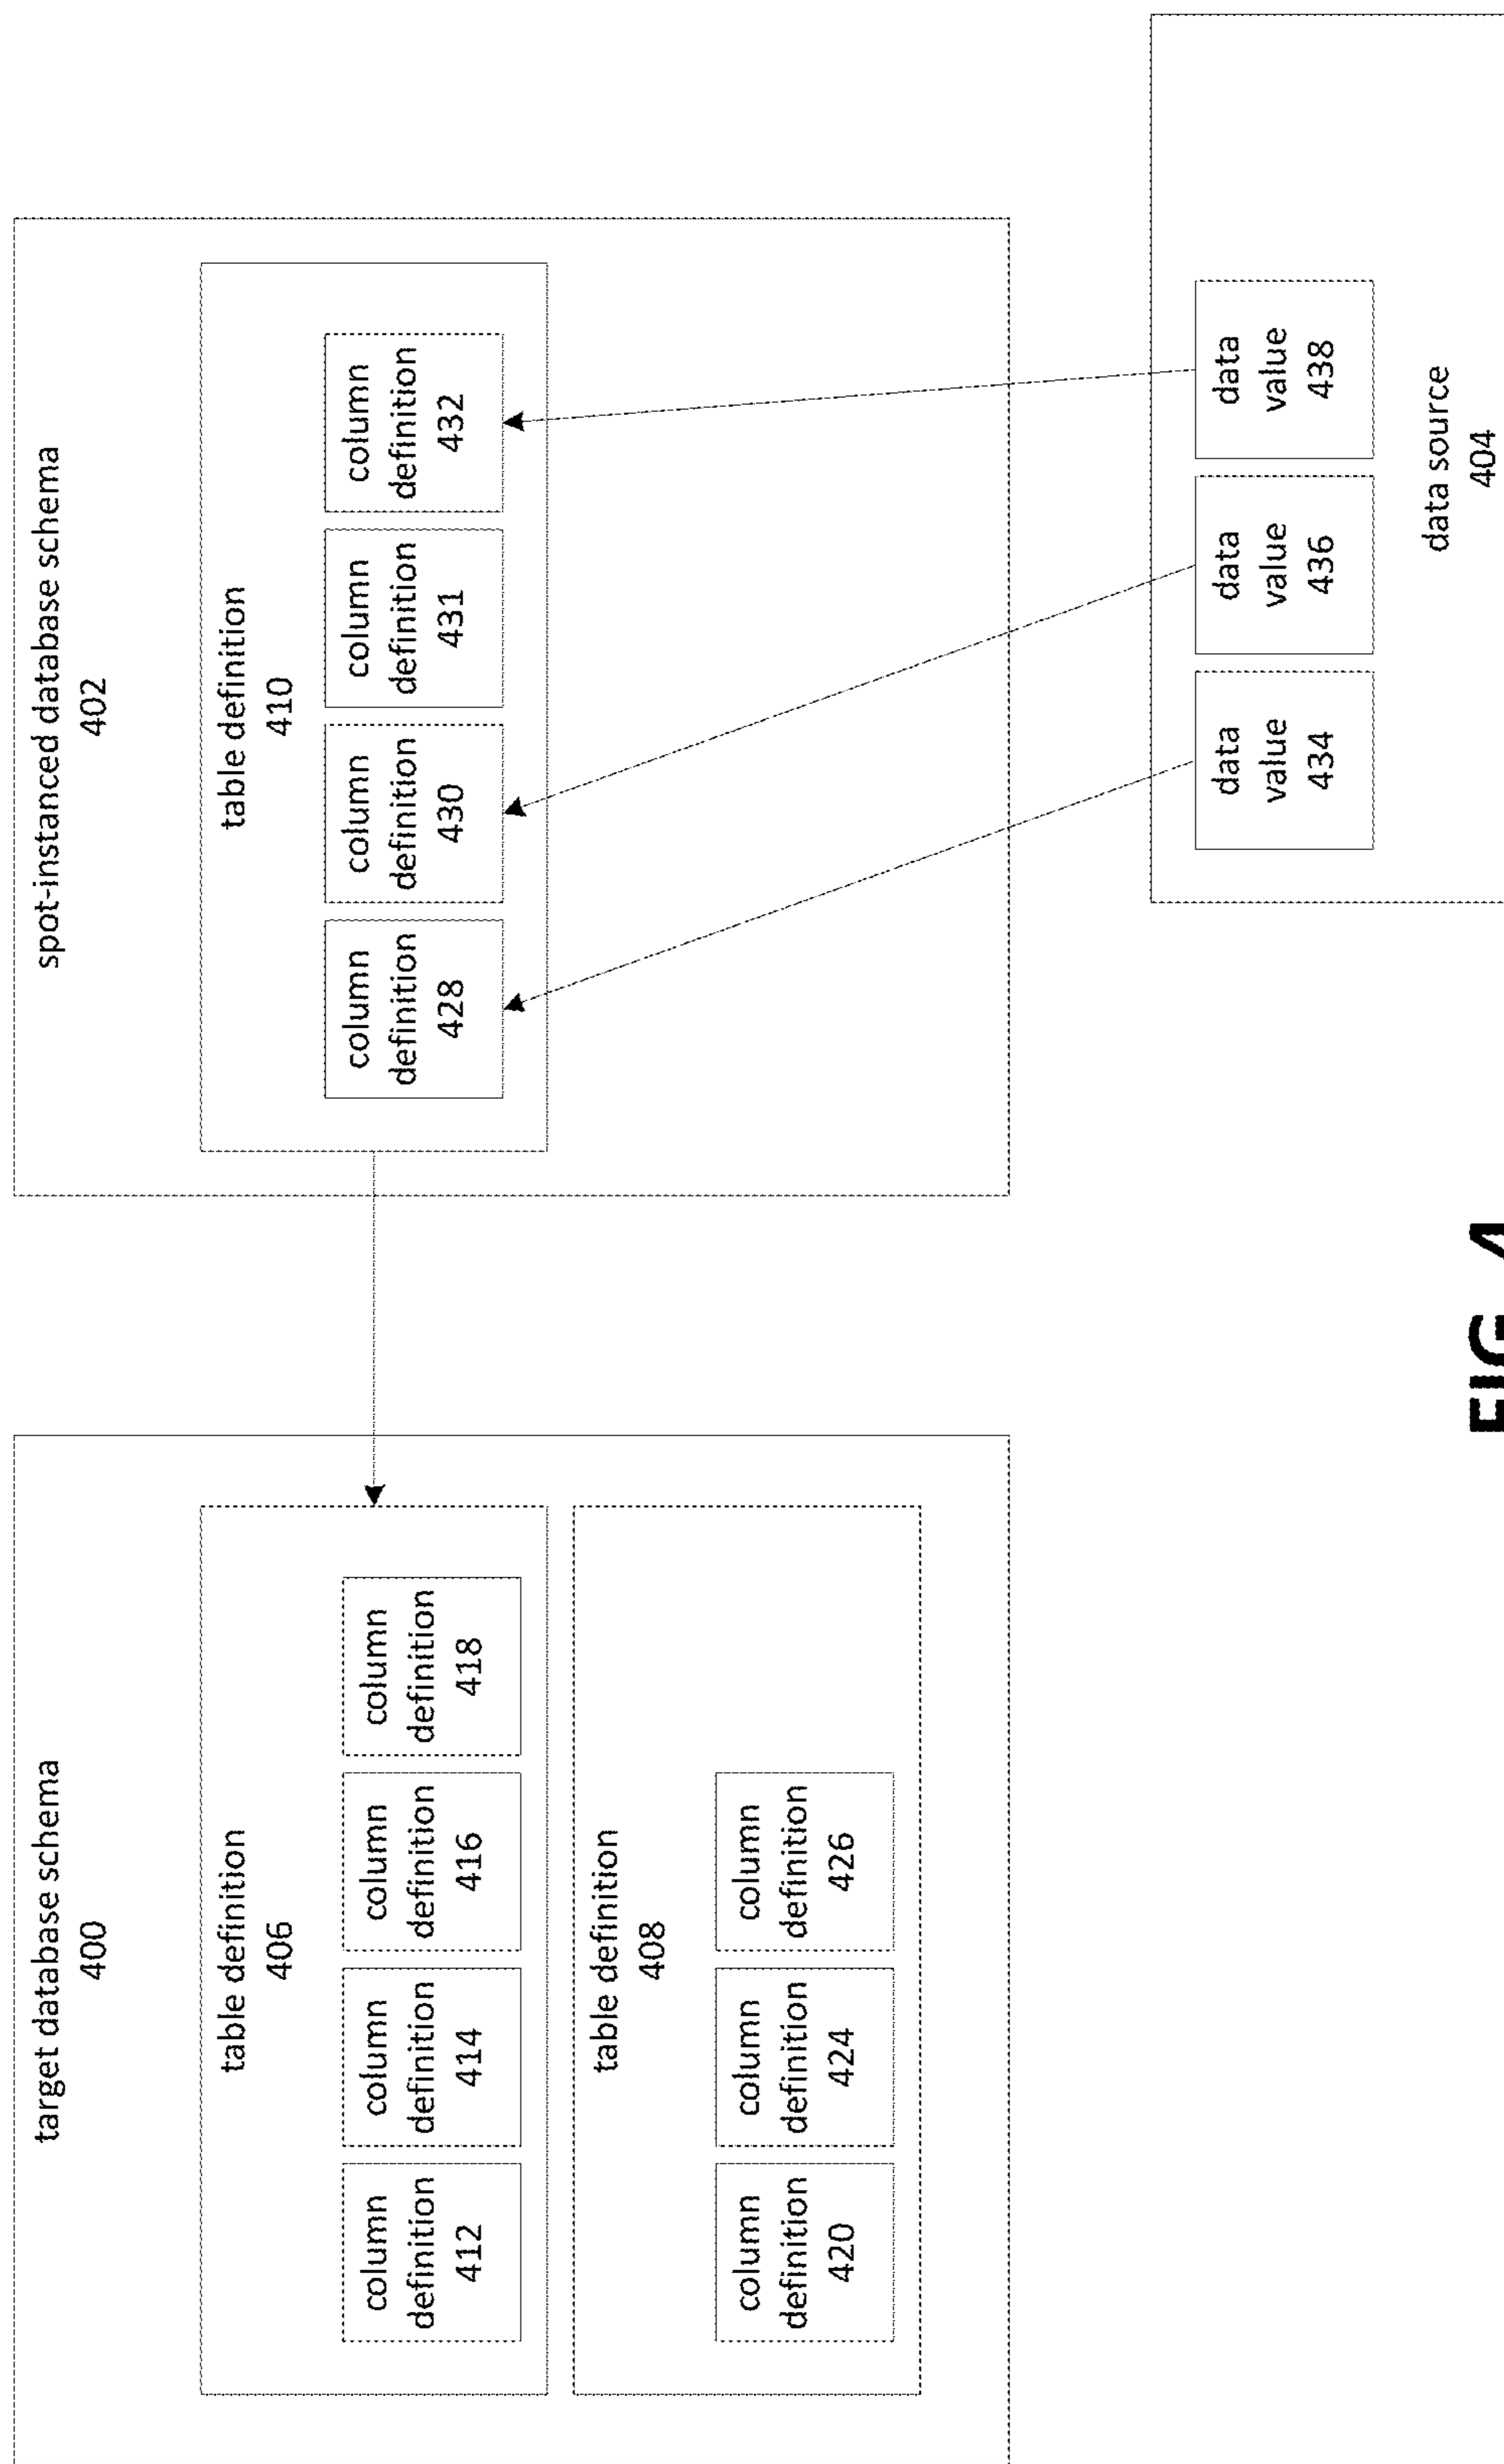 target database schema
400
table definition
406
column
definition
412
column
definition
414
column
definition
416
column
definition
418
table definition
408
column
definition
420
column
definition
424
column
definition
426
spot-instanced database schema
402
table definition
410
column
definition
428
column
definition
430
column
definition
431
column
definition
432
data
value
434
data
value
436
data
value
438
data source
404
FIG. 4